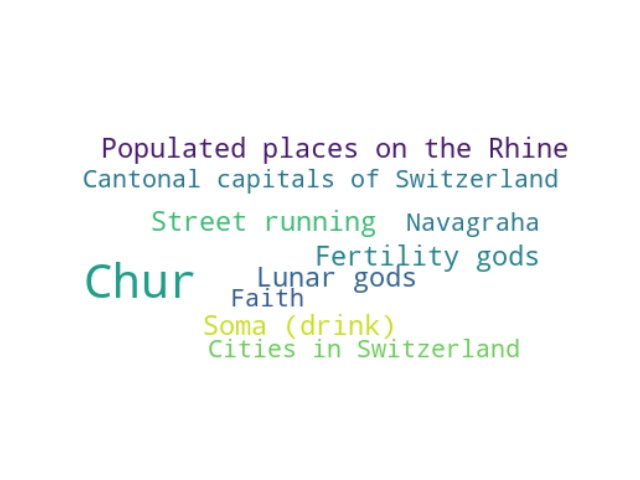 Populated places on the Rhine
Cantonal capitals of Switzerland
Street running
Navagraha
Fertility gods
Chur
Lunar gods
Faith
Soma (drink)
Cities in Switzerland